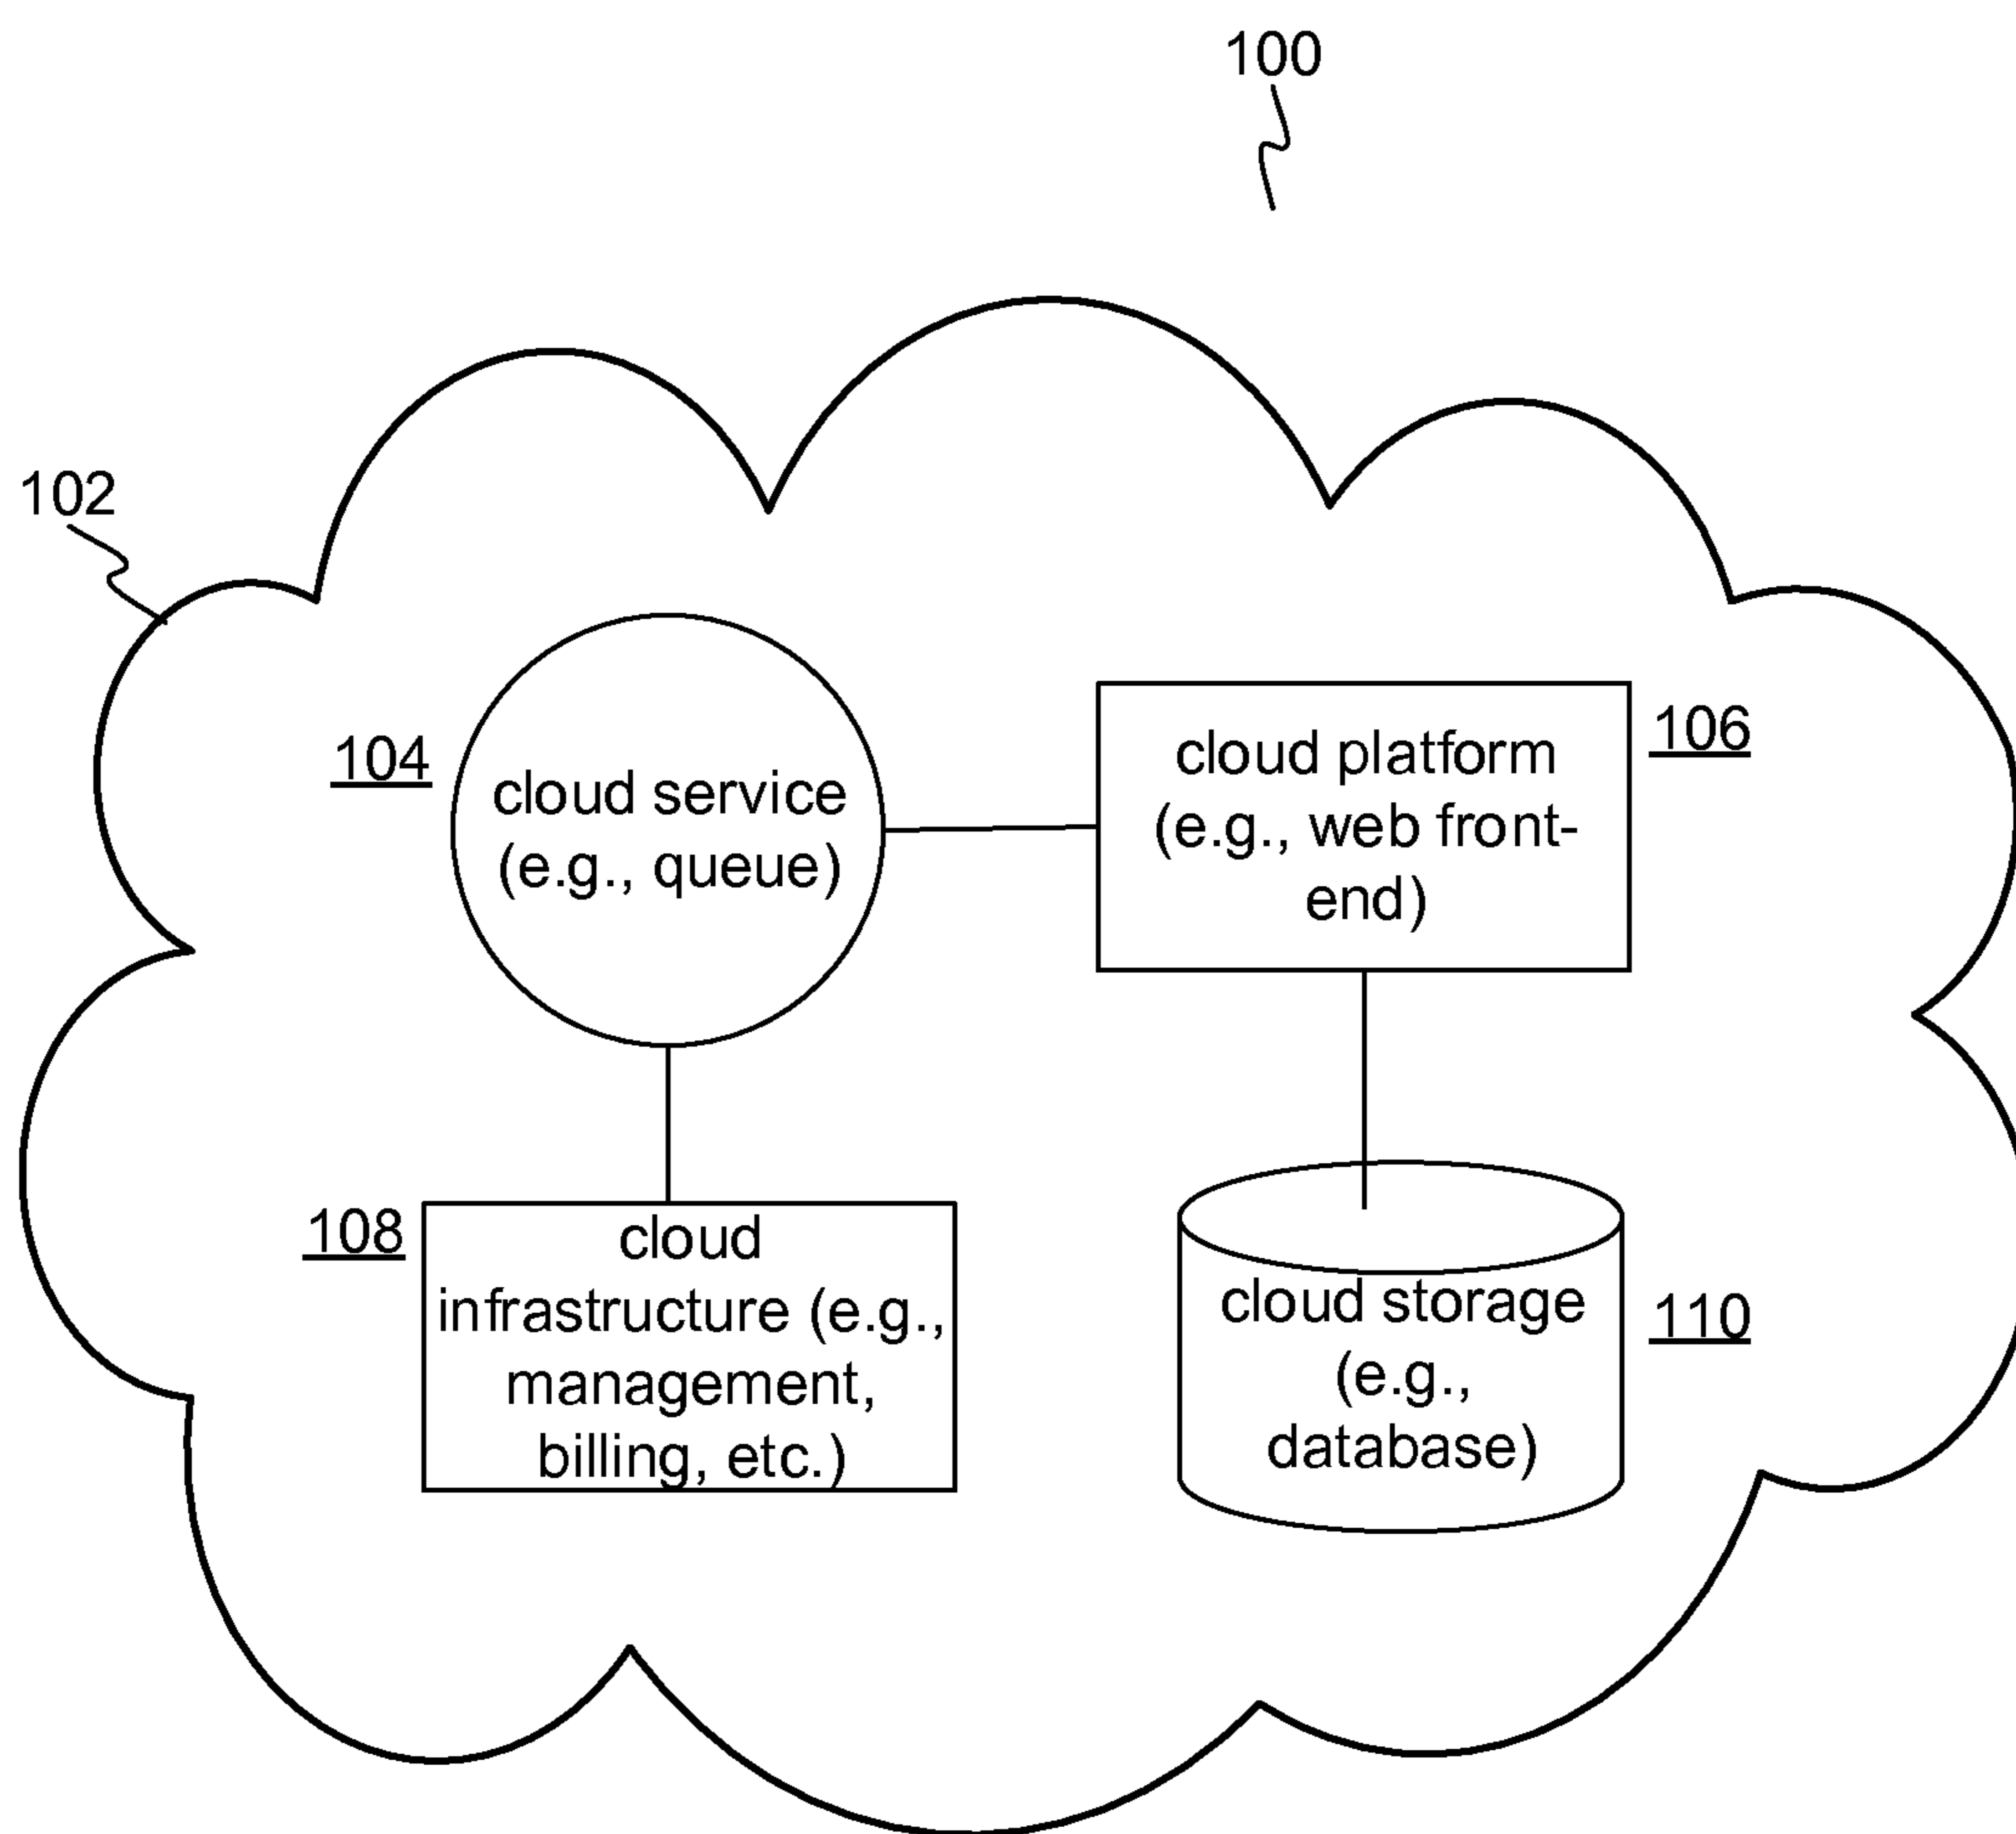 100
102
104
cloud service
(e.g., queue)
cloud platform
(e.g., web front-
end)
106
108
cloud
infrastructure (e.g.,
management,
billing, etc.)
cloud storage
(e.g.,
database)
110